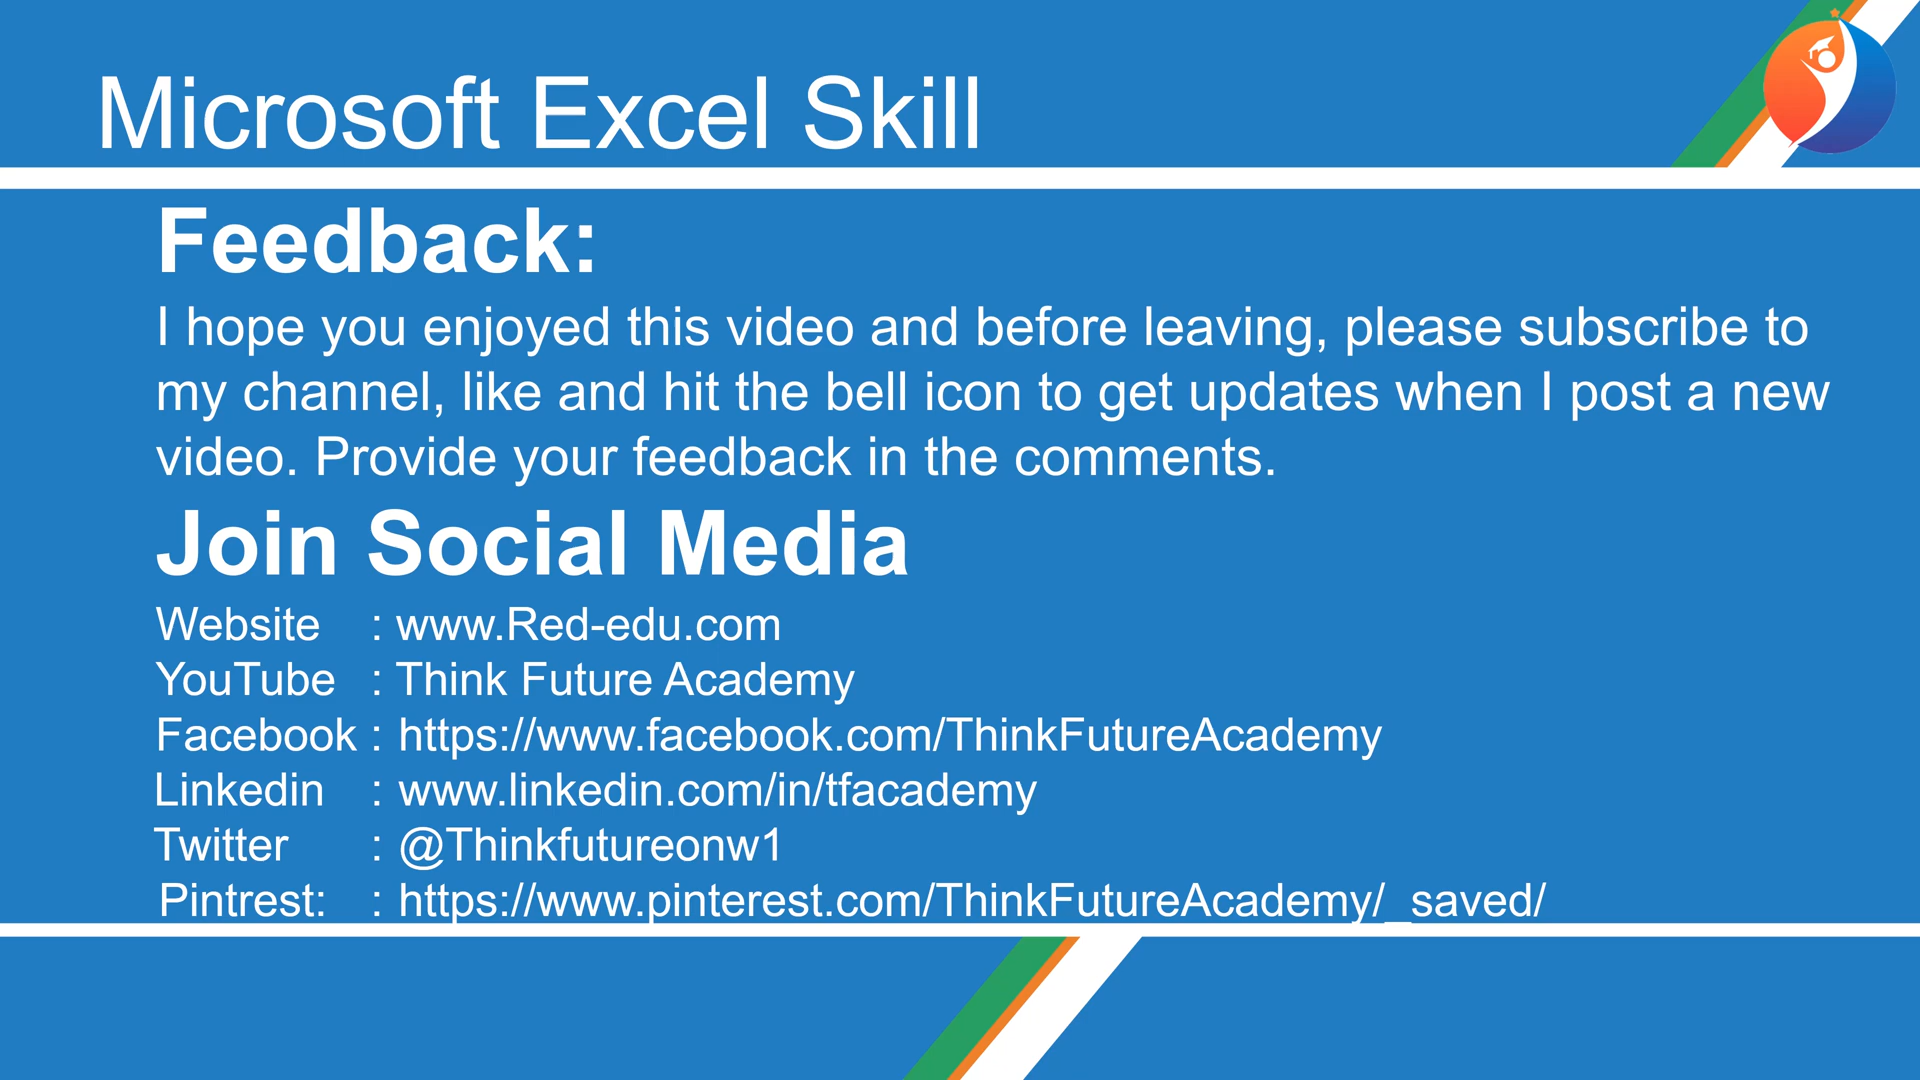 Microsoft Excel Skill
Feedback:
I hope you enjoyed this video and before leaving, please subscribe to
my channel, like and hit the bell icon to get updates when I post a new
video. Provide your feedback in the comments.
Join Social Media
Website : www.Red-edu.com
YouTube : Think Future Academy
Facebook : https://www.facebook.com/ThinkFutureAcademy
Linkedin : www.linkedin.com/in/tfacademy
Twitter : @Thinkfutureonw1
Pintrest: : https://www.pinterest.com/ThinkFutureAcademy/_saved/